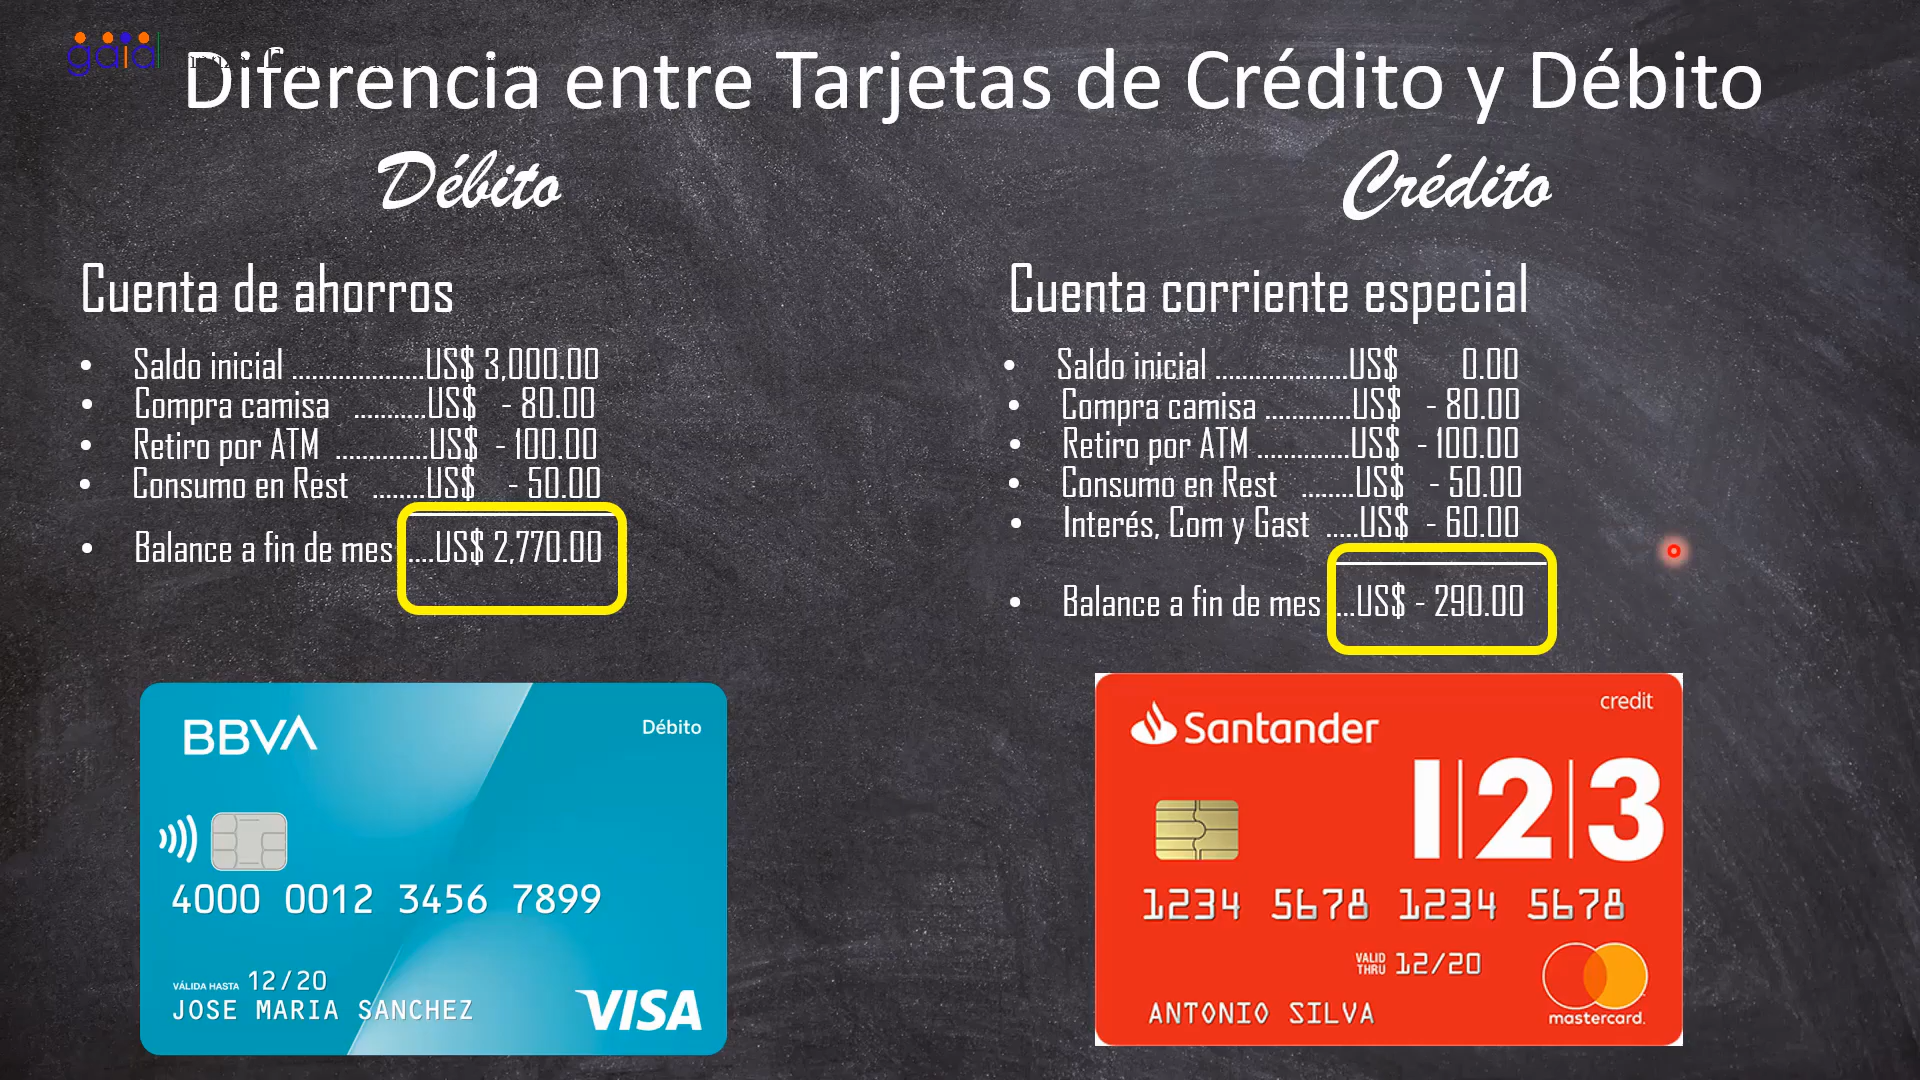 gaia
Diferencia entre Tarjetas de Crédito y Débito
Débito
Cuenta de ahorros
• Saldo inicial ....................US$ 3,000.00
• Compra camisa ...........US$ - 80.00
• Retiro por ATM ..............US$ - 100.00
• Consumo en Rest ........US$ - 50.00
• Balance a fin de mes ....US$ 2,770.00
BBVA
Débito
4000 0012 3456 7899
VÁLIDA HASTA 12/20
JOSE MARIA SANCHEZ
VISA
Crédito
Cuenta corriente especial
• Saldo inicial ....................US$ 0.00
• Compra camisa .............US$ - 80.00
• Retiro por ATM ..............US$ - 100.00
• Consumo en Rest ........US$ - 50.00
• Interés, Com y Gast .....US$ - 60.00
• Balance a fin de mes ...US$ - 290.00
credit
Santander
1|2|3
1234 5678 1234 5678
VALID THRU 12/20
ANTONIO SILVA
mastercard.